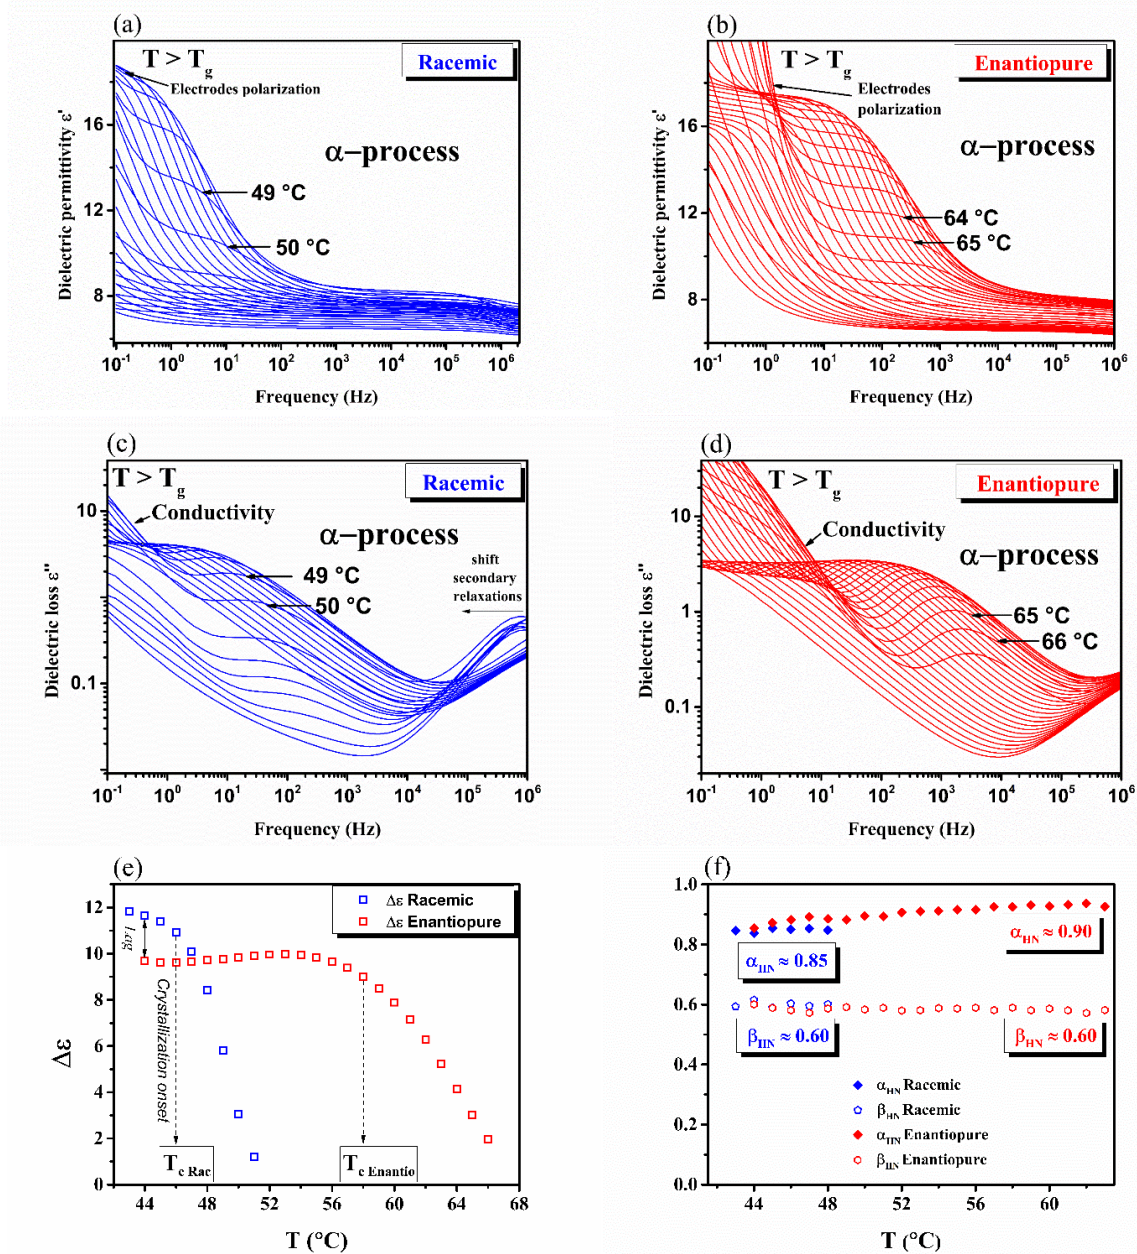 (a)
T > Tg
Racemic
Electrodes polarization
α−process
49 °C
50 °C
Dielectric permittivity ε'
16
12
8
10⁻¹ 10⁰ 10¹ 10² 10³ 10⁴ 10⁵ 10⁶
Frequency (Hz)
(b)
T > Tg
Enantiopure
Electrodes
polarization
α−process
64 °C
65 °C
Dielectric permittivity ε'
16
12
8
10⁻¹ 10⁰ 10¹ 10² 10³ 10⁴ 10⁵ 10⁶
Frequency (Hz)
(c)
T > Tg
Racemic
Conductivity
α−process
shift
secondary
relaxations
49 °C
50 °C
Dielectric loss ε''
10
1
0.1
10⁻¹ 10⁰ 10¹ 10² 10³ 10⁴ 10⁵ 10⁶
Frequency (Hz)
(d)
T > Tg
Enantiopure
Conductivity
α−process
65 °C
66 °C
Dielectric loss ε''
10
1
0.1
10⁻¹ 10⁰ 10¹ 10² 10³ 10⁴ 10⁵ 10⁶
Frequency (Hz)
(e)
Δε Racemic
Δε Enantiopure
Lag
Crystallization onset
Tc Rac
Tc Enantio
Δε
12
10
8
6
4
2
0
44 48 52 56 60 64 68
T (°C)
(f)
1.0
0.8
0.6
0.4
0.2
0.0
αHN ≈ 0.85
αHN ≈ 0.90
βHN ≈ 0.60
βHN ≈ 0.60
αHN Racemic
βHN Racemic
αHN Enantiopure
βHN Enantiopure
44 48 52 56 60
T (°C)